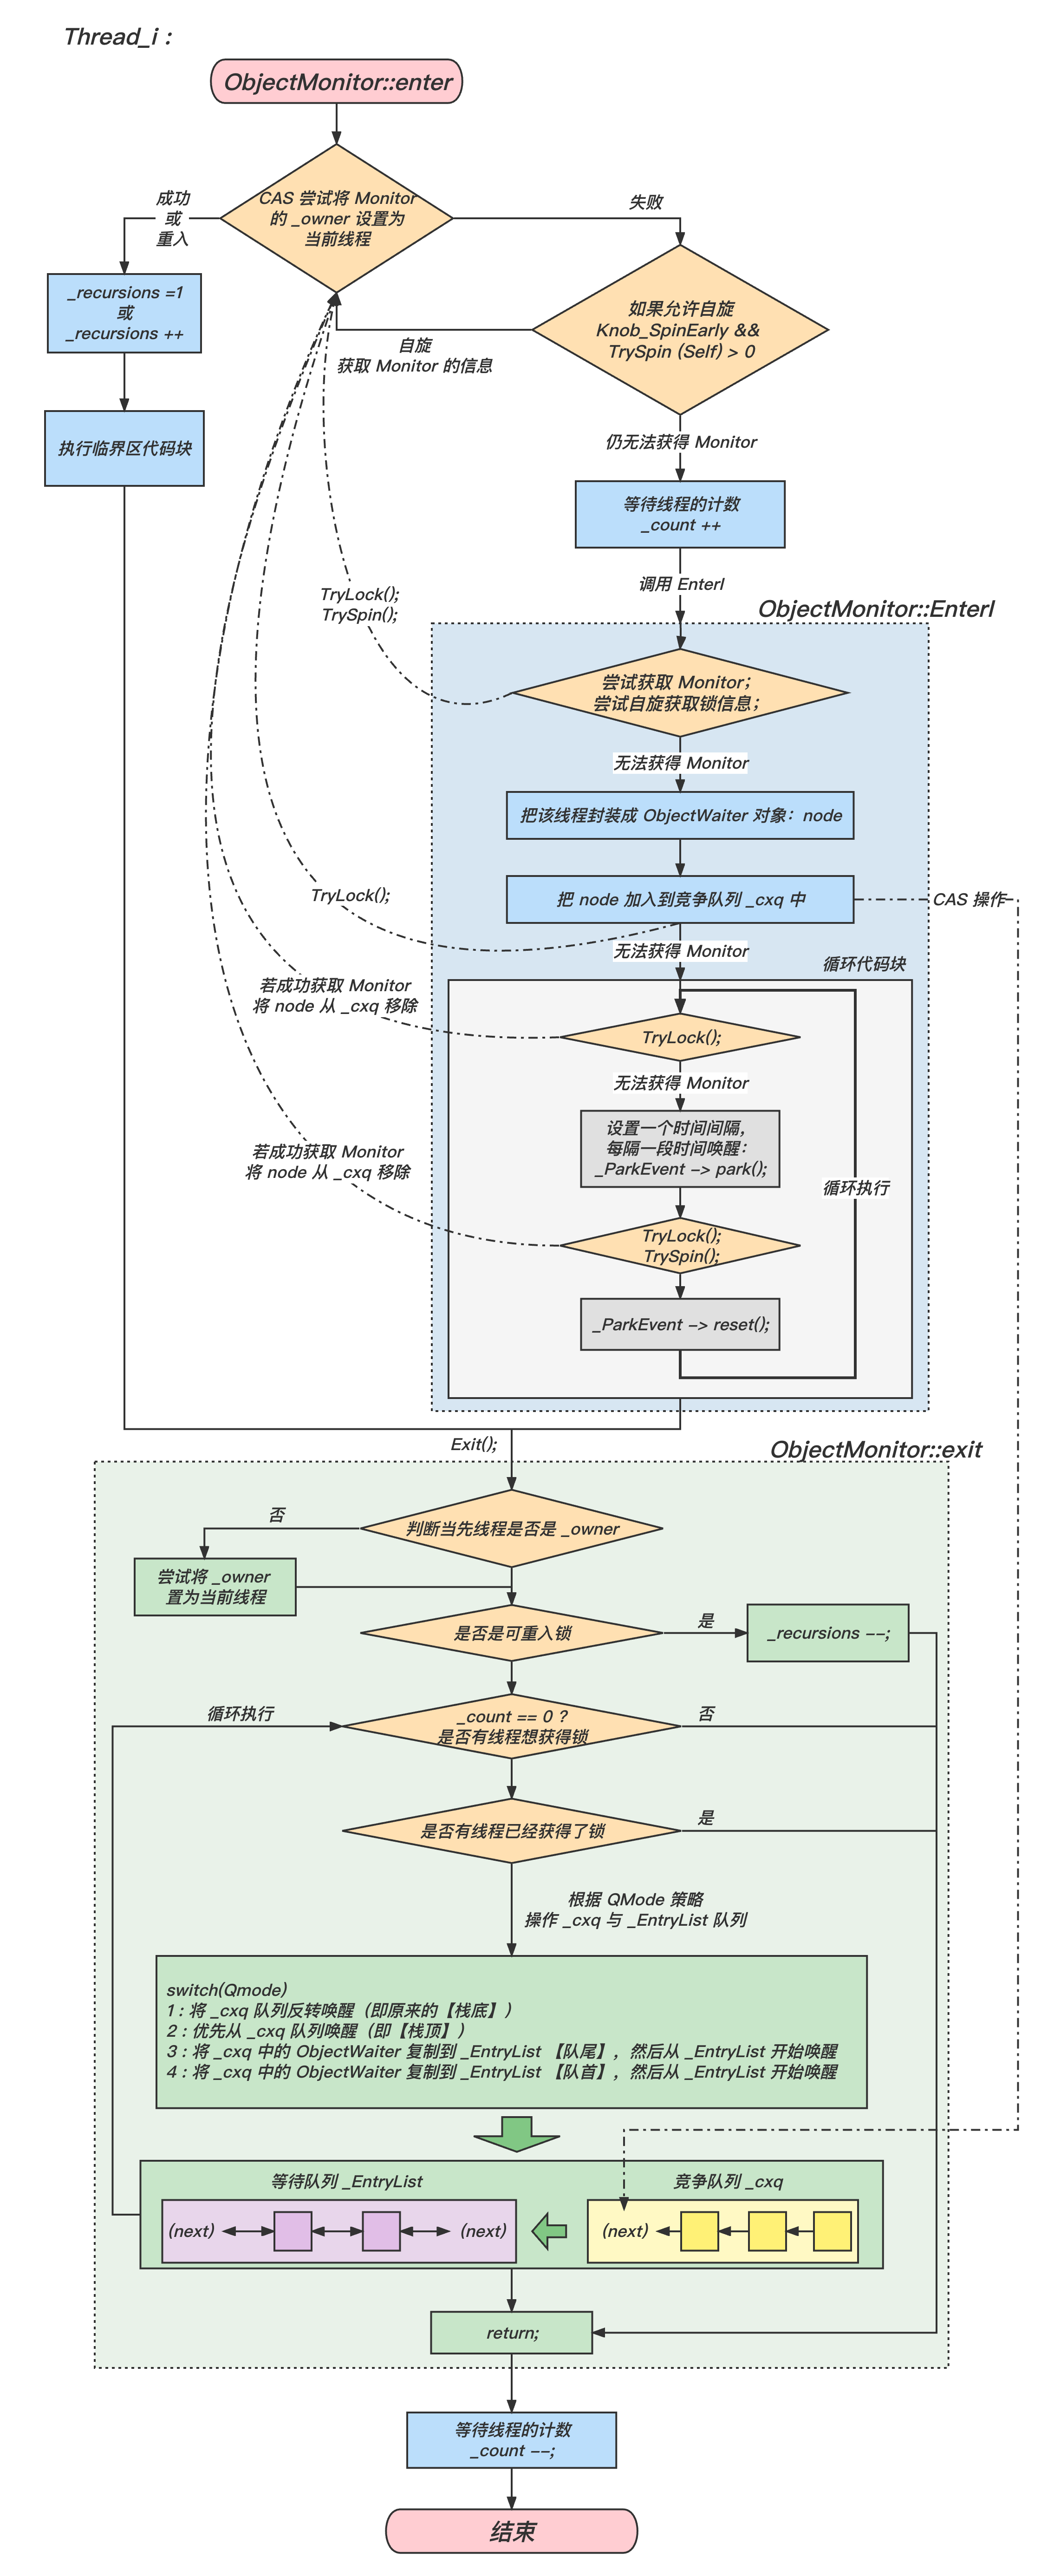 Thread_i :
ObjectMonitor::enter
CAS 尝试将 Monitor
的 _owner 设置为
当前线程
成功
或
重入
失败
_recursions =1
或
_recursions ++
如果允许自旋
Knob_SpinEarly &&
TrySpin (Self) > 0
自旋
获取 Monitor 的信息
执行临界区代码块
仍无法获得 Monitor
等待线程的计数
_count ++
调用 EnterI
TryLock();
TrySpin();
ObjectMonitor::EnterI
尝试获取 Monitor；
尝试自旋获取锁信息；
无法获得 Monitor
把该线程封装成 ObjectWaiter 对象：node
TryLock();
把 node 加入到竞争队列 _cxq 中
CAS 操作
无法获得 Monitor
循环代码块
若成功获取 Monitor
将 node 从 _cxq 移除
TryLock();
无法获得 Monitor
设置一个时间间隔，
每隔一段时间唤醒：
_ParkEvent -> park();
若成功获取 Monitor
将 node 从 _cxq 移除
循环执行
TryLock();
TrySpin();
_ParkEvent -> reset();
Exit();
ObjectMonitor::exit
判断当先线程是否是 _owner
否
尝试将 _owner
置为当前线程
是否是可重入锁
是
_recursions --;
循环执行
_count == 0 ?
是否有线程想获得锁
否
是否有线程已经获得了锁
是
根据 QMode 策略
操作 _cxq 与 _EntryList 队列
switch(Qmode)
1 : 将 _cxq 队列反转唤醒（即原来的【栈底】）
2 : 优先从 _cxq 队列唤醒（即【栈顶】）
3 : 将 _cxq 中的 ObjectWaiter 复制到 _EntryList 【队尾】，然后从 _EntryList 开始唤醒
4 : 将 _cxq 中的 ObjectWaiter 复制到 _EntryList 【队首】，然后从 _EntryList 开始唤醒
等待队列 _EntryList
竞争队列 _cxq
(next)
(next)
(next)
return;
等待线程的计数
_count --;
结束